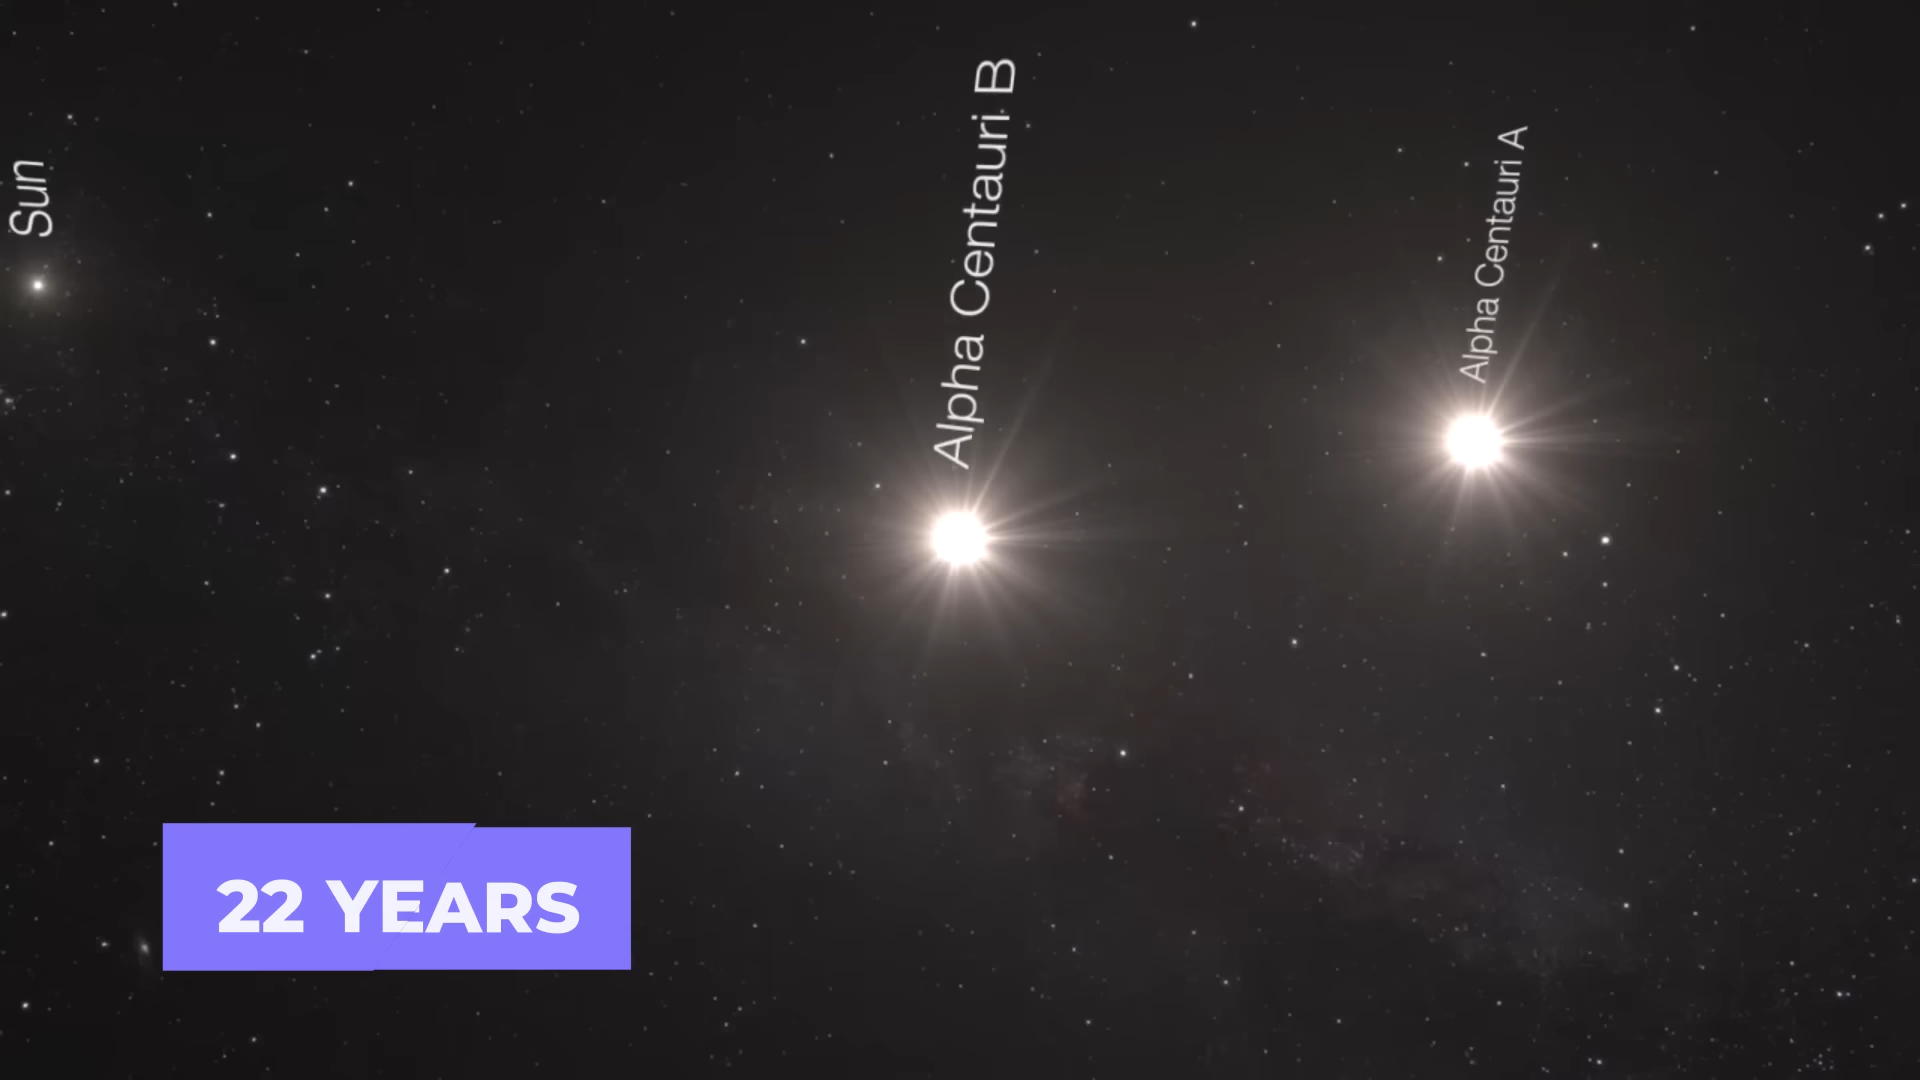 Sun
Alpha Centauri B
Alpha Centauri A
22 YEARS